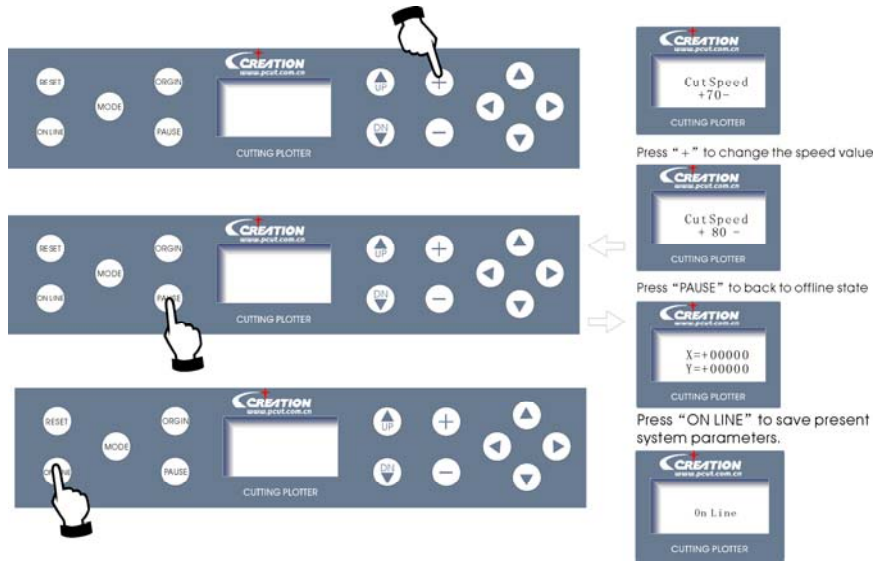 CREATION
www.pcut.com.cn
RESET
ORGIN
UP
+
MODE
ON LINE
PAUSE
DN
−
CUTTING PLOTTER
CREATION
www.pcut.com.cn
CutSpeed
+70-
CUTTING PLOTTER
Press “+” to change the speed value
CREATION
www.pcut.com.cn
RESET
ORGIN
UP
+
MODE
ON LINE
DN
−
CUTTING PLOTTER
CREATION
www.pcut.com.cn
CutSpeed
+ 80 -
CUTTING PLOTTER
Press “PAUSE” to back to offline state
CREATION
www.pcut.com.cn
X=+00000
Y=+00000
CUTTING PLOTTER
CREATION
www.pcut.com.cn
RESET
ORGIN
UP
+
MODE
PAUSE
DN
−
CUTTING PLOTTER
Press “ON LINE” to save present
system parameters.
CREATION
www.pcut.com.cn
On Line
CUTTING PLOTTER